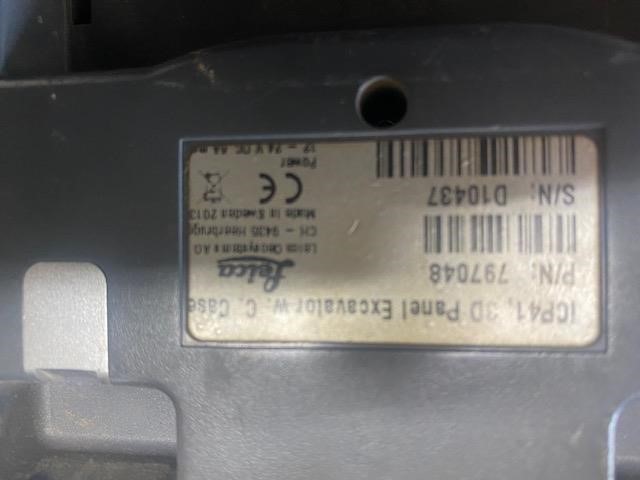 ICP41, 3D Panel Excavator W. C. Case
P/N: 797048
S/N: D10437
Leica
Leica Geosystems AG
CH - 9435 Heerbrugg
Made in Sweden 2013
CE
Power
12 - 24 V DC